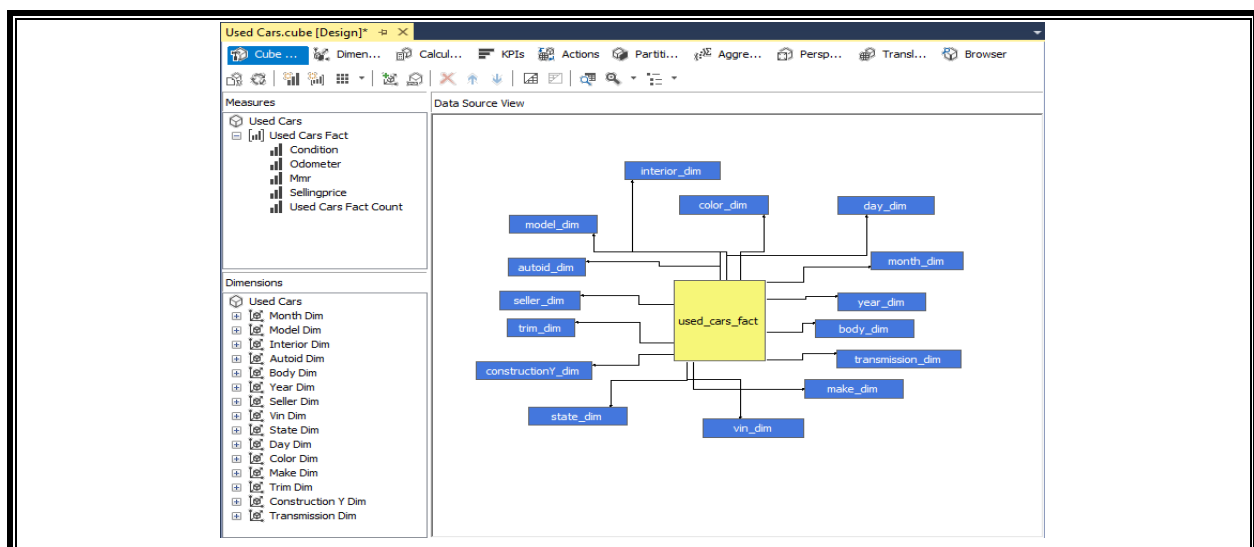 Used Cars.cube [Design]*
Cube ... Dimen... Calcul... KPIs Actions Partiti... Aggre... Persp... Transl... Browser
Measures
Used Cars
Used Cars Fact
Condition
Odometer
Mmr
Sellingprice
Used Cars Fact Count
Dimensions
Used Cars
Month Dim
Model Dim
Interior Dim
Autoid Dim
Body Dim
Year Dim
Seller Dim
Vin Dim
State Dim
Day Dim
Color Dim
Make Dim
Trim Dim
Construction Y Dim
Transmission Dim
Data Source View
interior_dim
color_dim
day_dim
model_dim
month_dim
autoid_dim
seller_dim
year_dim
used_cars_fact
trim_dim
body_dim
transmission_dim
constructionY_dim
make_dim
state_dim
vin_dim